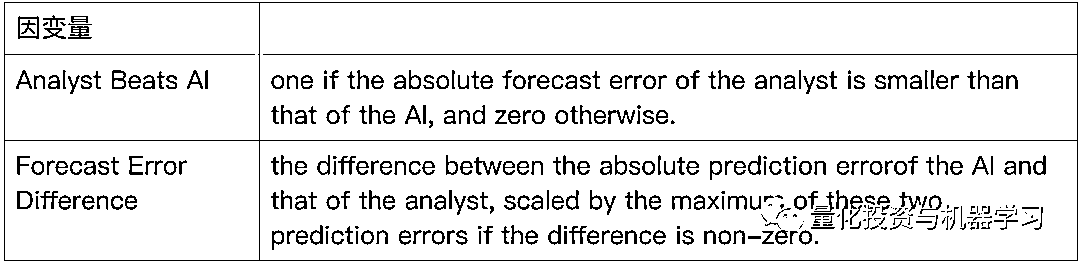 因变量
Analyst Beats AI
one if the absolute forecast error of the analyst is smaller than
that of the AI, and zero otherwise.
Forecast Error
Difference
the difference between the absolute prediction errorof the AI and
that of the analyst, scaled by the maximum of these two
prediction errors if the difference is non-zero.
量化投资与机器学习